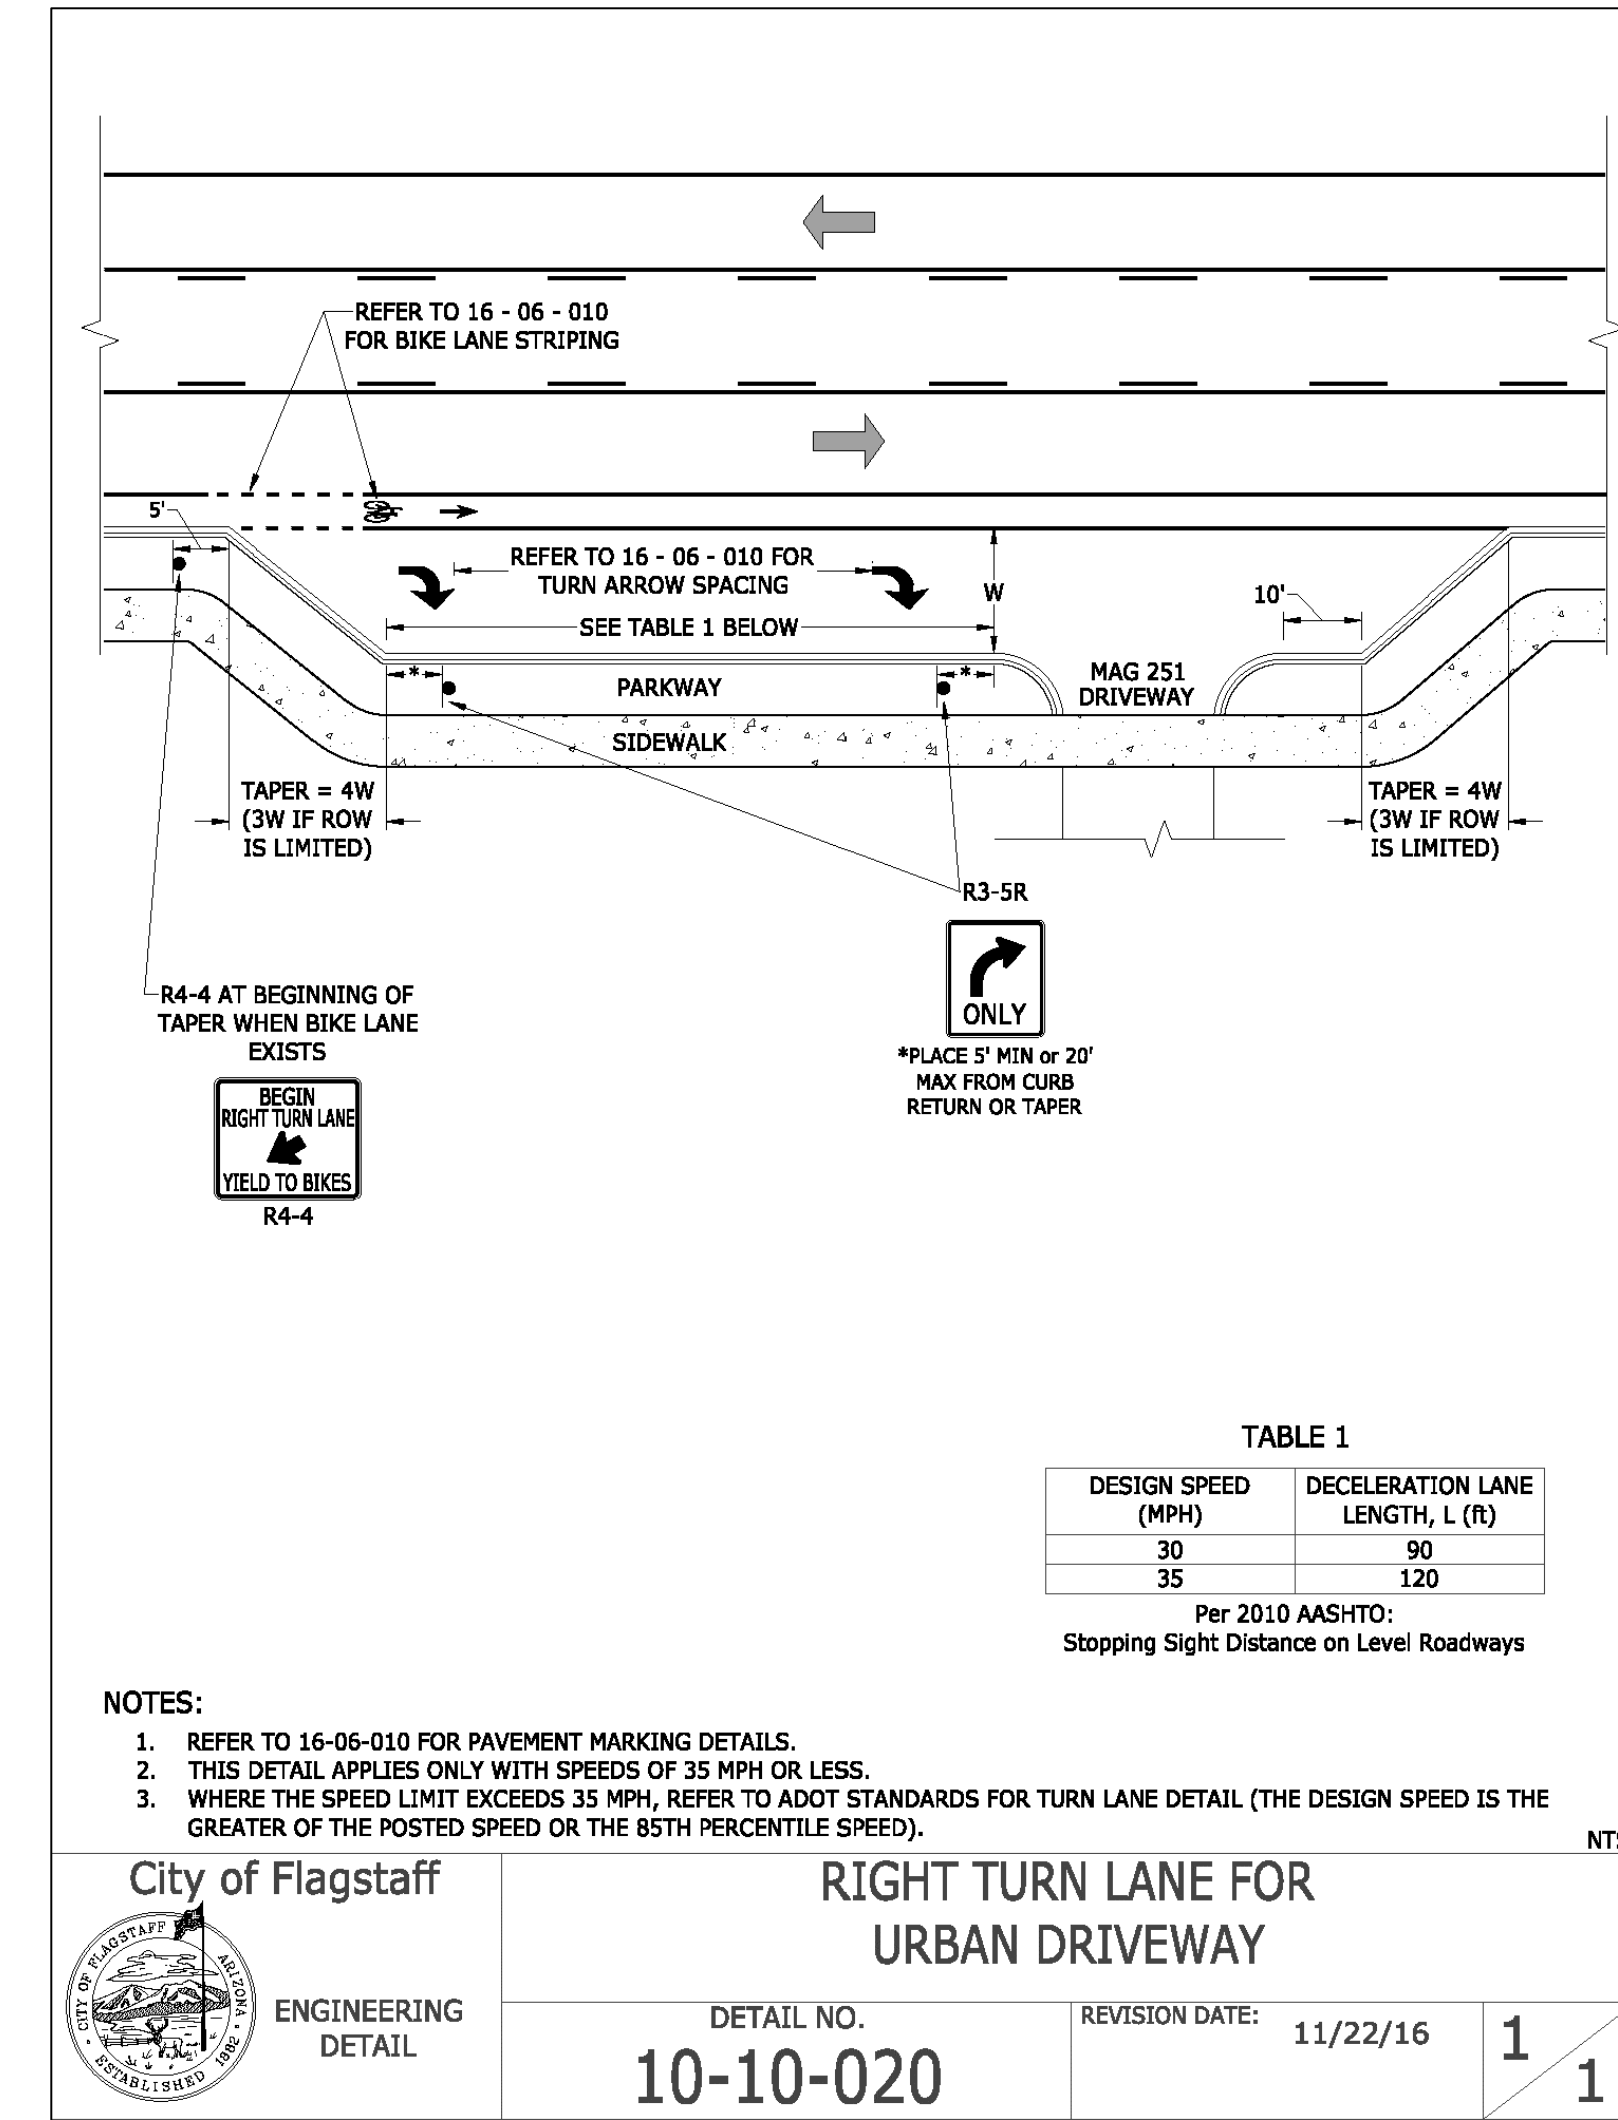 REFER TO 16 - 06 - 010
FOR BIKE LANE STRIPING
5'
REFER TO 16 - 06 - 010 FOR
TURN ARROW SPACING
W
10'
SEE TABLE 1 BELOW
*
*
PARKWAY
MAG 251
DRIVEWAY
SIDEWALK
TAPER = 4W
(3W IF ROW
IS LIMITED)
TAPER = 4W
(3W IF ROW
IS LIMITED)
R3-5R
ONLY
*PLACE 5' MIN or 20'
MAX FROM CURB
RETURN OR TAPER
R4-4 AT BEGINNING OF
TAPER WHEN BIKE LANE
EXISTS
BEGIN
RIGHT TURN LANE
YIELD TO BIKES
R4-4
TABLE 1
DESIGN SPEED
(MPH)
DECELERATION LANE
LENGTH, L (ft)
30 90
35 120
Per 2010 AASHTO:
Stopping Sight Distance on Level Roadways
NOTES:
1. REFER TO 16-06-010 FOR PAVEMENT MARKING DETAILS.
2. THIS DETAIL APPLIES ONLY WITH SPEEDS OF 35 MPH OR LESS.
3. WHERE THE SPEED LIMIT EXCEEDS 35 MPH, REFER TO ADOT STANDARDS FOR TURN LANE DETAIL (THE DESIGN SPEED IS THE
GREATER OF THE POSTED SPEED OR THE 85TH PERCENTILE SPEED).
City of Flagstaff
CITY OF FLAGSTAFF ARIZONA
ESTABLISHED 1882
ENGINEERING
DETAIL
RIGHT TURN LANE FOR
URBAN DRIVEWAY
DETAIL NO.
10-10-020
REVISION DATE:
11/22/16
1
1